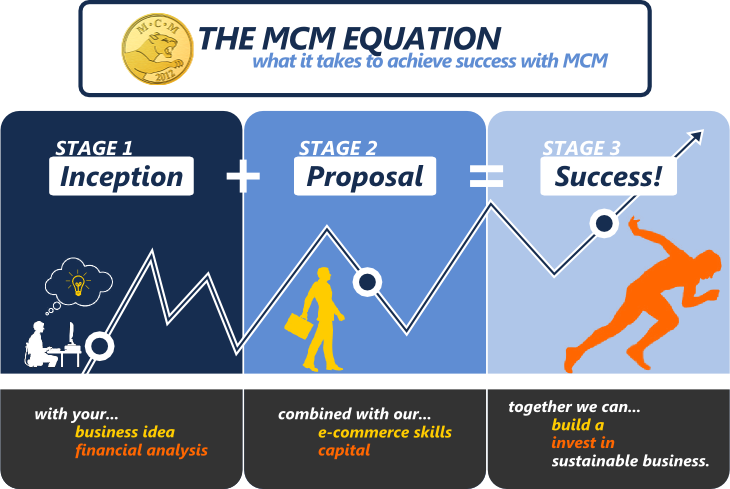 M · C · M
2012
THE MCM EQUATION
what it takes to achieve success with MCM
STAGE 1
Inception
+
STAGE 2
Proposal
=
STAGE 3
Success!
with your...
business idea
financial analysis
combined with our...
e-commerce skills
capital
together we can...
build a
invest in
sustainable business.